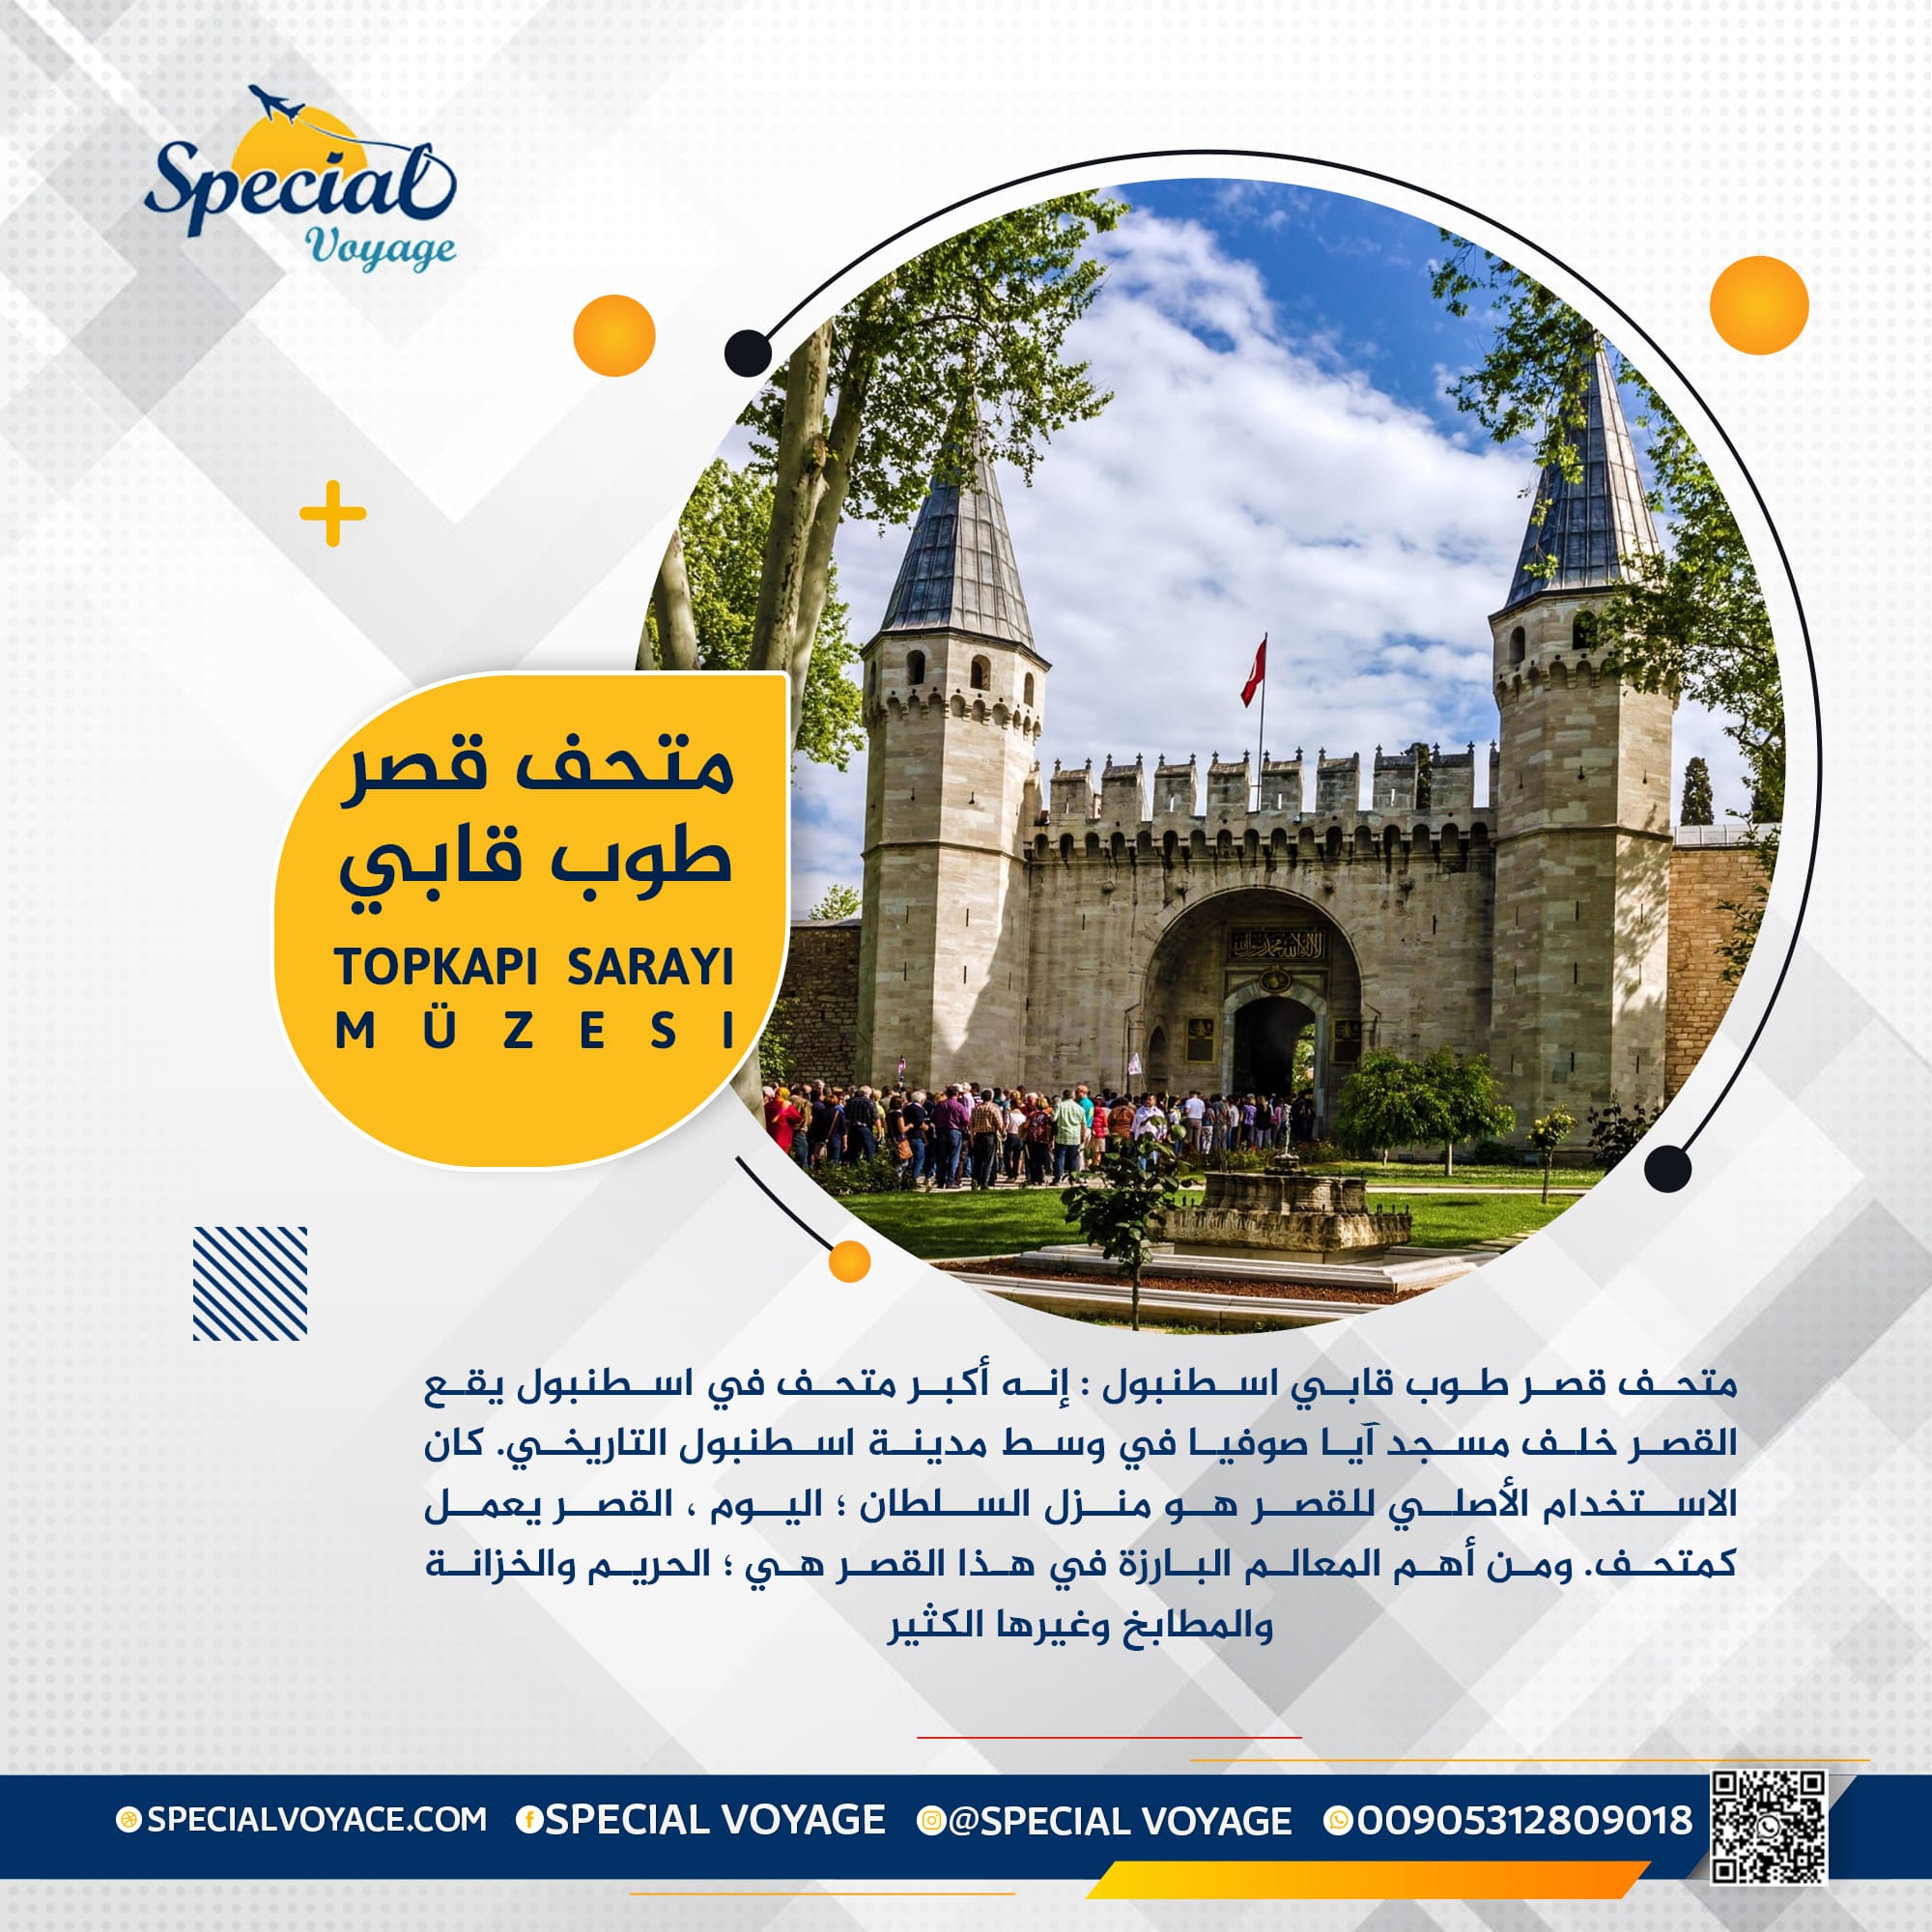 Special
Voyage
متحف قصر
طوب قابي
TOPKAPI SARAYI
MÜZESI
متحف قصر طوب قابي اسطنبول : إنه أكبر متحف في اسطنبول يقع
القصر خلف مسجد آيا صوفيا في وسط مدينة اسطنبول التاريخي. كان
الاستخدام الأصلي للقصر هو منزل السلطان ؛ اليوم ، القصر يعمل
كمتحف. ومن أهم المعالم البارزة في هذا القصر هي ؛ الحريم والخزانة
والمطابخ وغيرها الكثير
SPECIALVOYACE.COM SPECIAL VOYAGE @SPECIAL VOYAGE 00905312809018